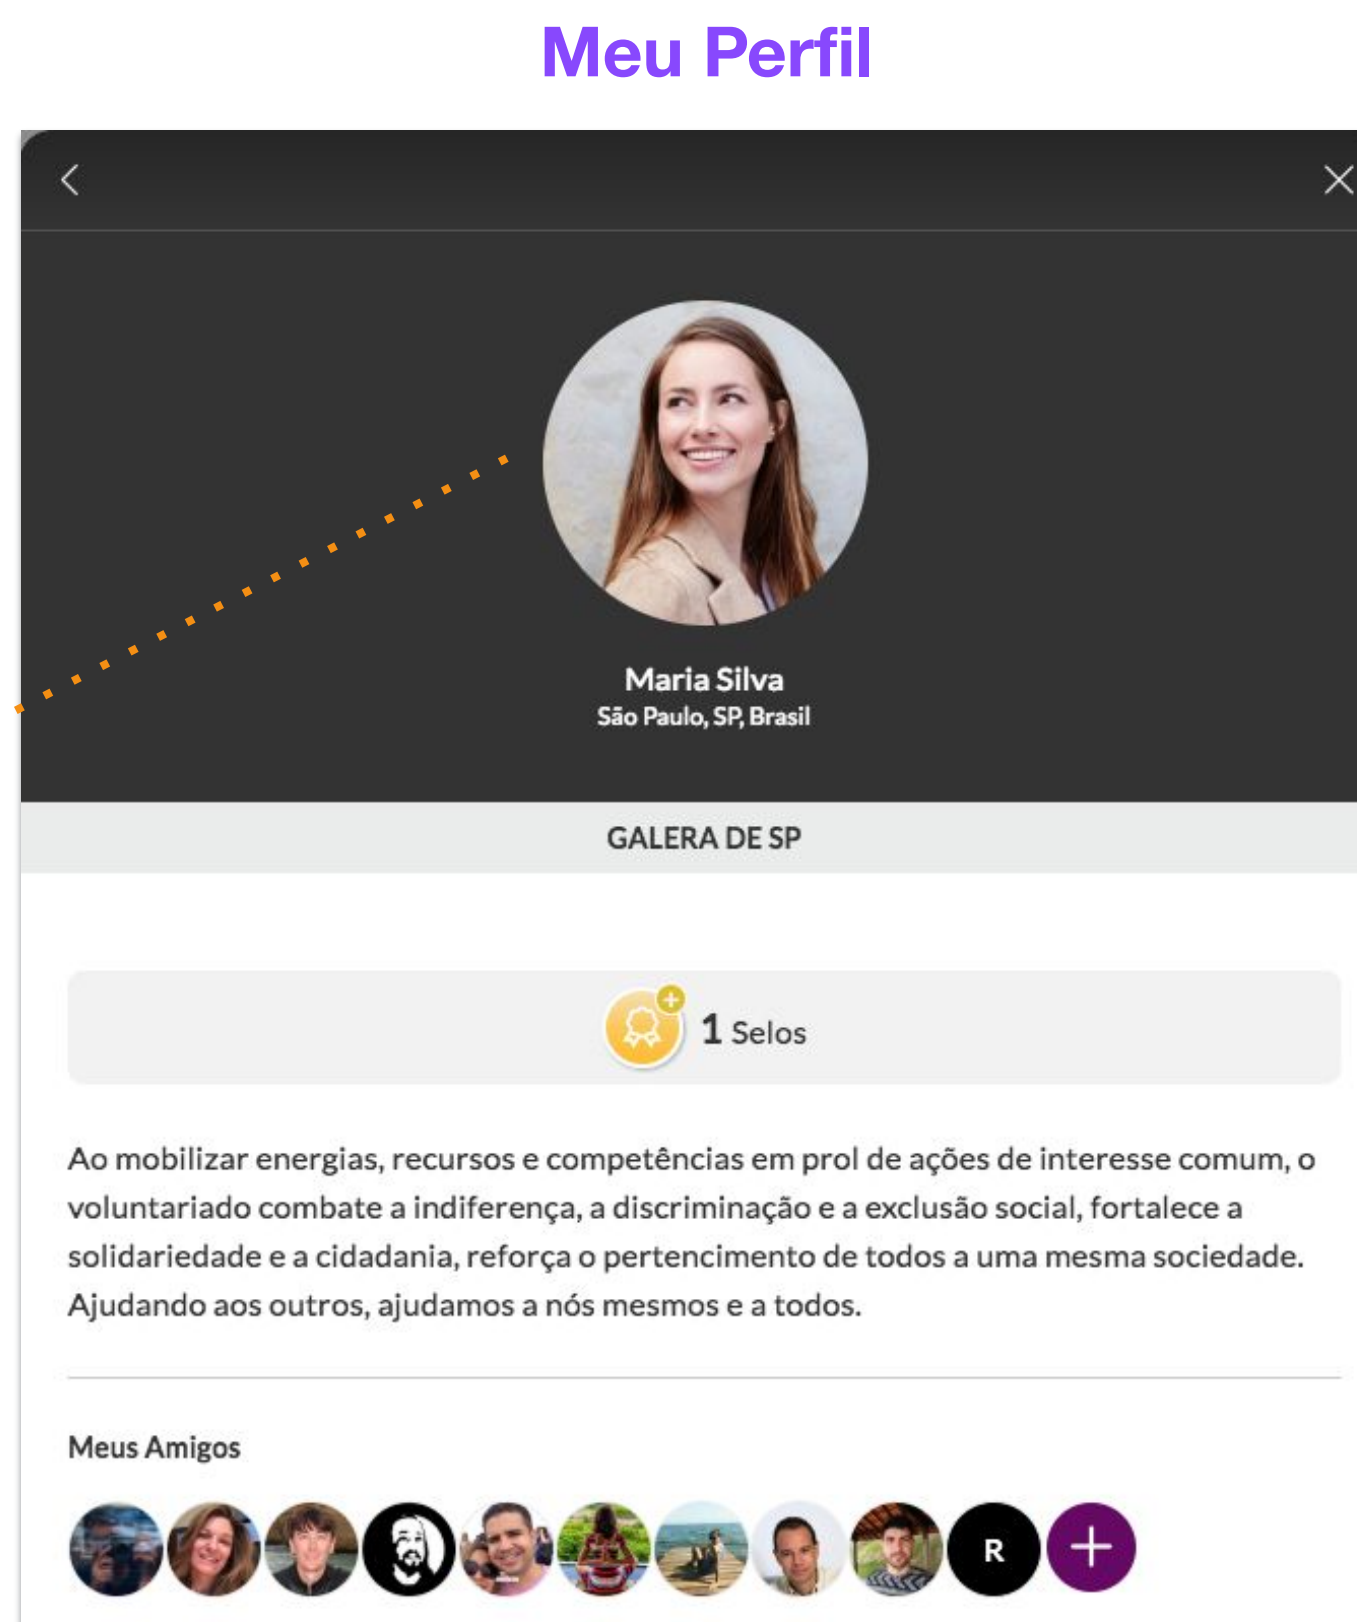 Meu Perfil
Maria Silva
São Paulo, SP, Brasil
GALERA DE SP
1 Selos
Ao mobilizar energias, recursos e competências em prol de ações de interesse comum, o
voluntariado combate a indiferença, a discriminação e a exclusão social, fortalece a
solidariedade e a cidadania, reforça o pertencimento de todos a uma mesma sociedade.
Ajudando aos outros, ajudamos a nós mesmos e a todos.
Meus Amigos
R